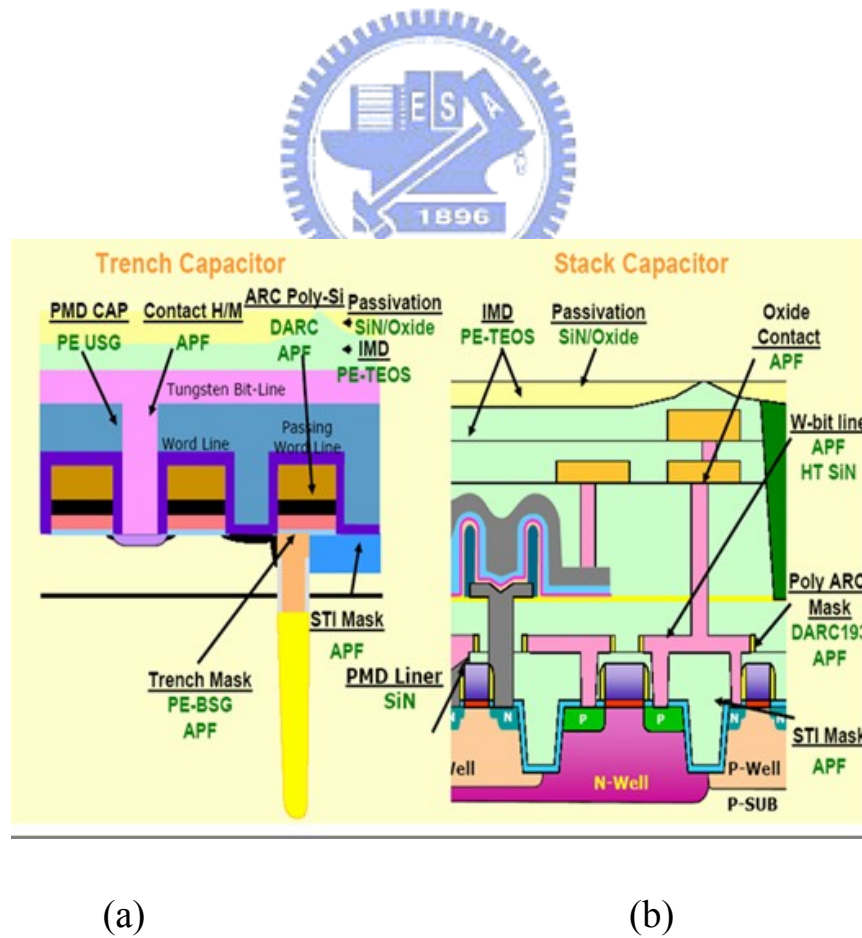 E S A
1896
Trench Capacitor
PMD CAP
PE USG
Contact H/M
APF
ARC Poly-Si
DARC
APF
Passivation
SiN/Oxide
IMD
PE-TEOS
Tungsten Bit-Line
Word Line
Passing
Word Line
STI Mask
APF
Trench Mask
PE-BSG
APF
Stack Capacitor
IMD
PE-TEOS
Passivation
SiN/Oxide
Oxide
Contact
APF
W-bit line
APF
HT SiN
Poly ARC
Mask
DARC193
APF
PMD Liner
SiN
STI Mask
APF
N
N
P
P
N
N
Well
N-Well
P-Well
P-SUB
(a)
(b)